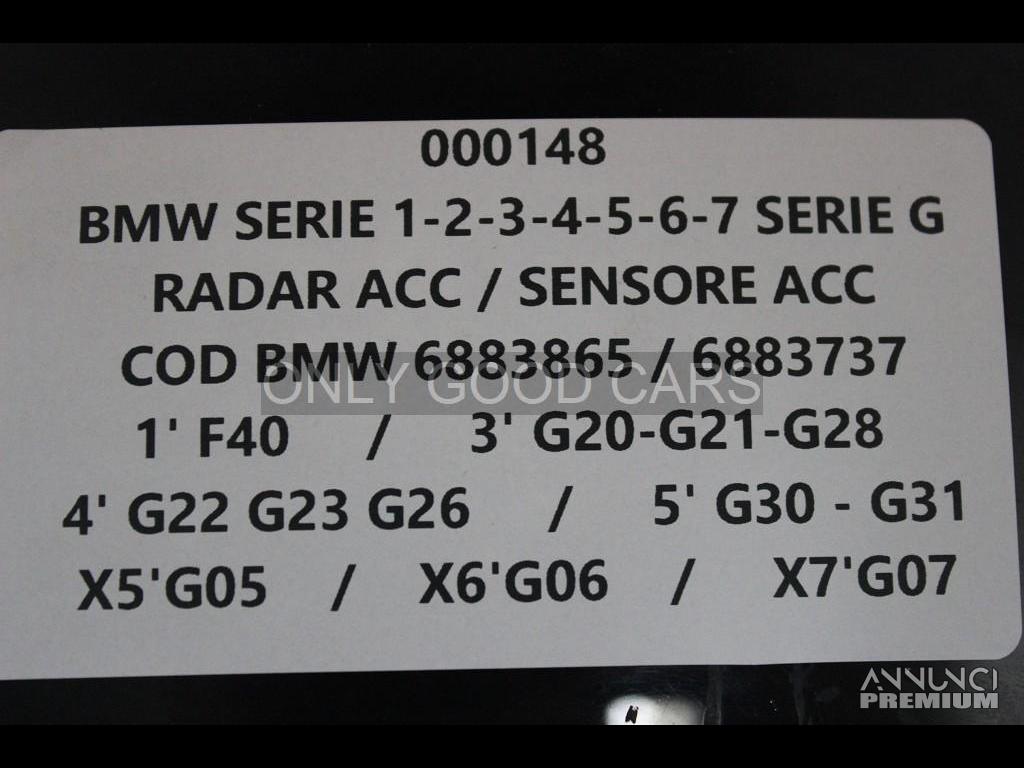 000148
BMW SERIE 1-2-3-4-5-6-7 SERIE G
RADAR ACC / SENSORE ACC
COD BMW 6883865 / 6883737
ONLY GOOD CARS
1' F40 / 3' G20-G21-G28
4' G22 G23 G26 / 5' G30 - G31
X5'G05 / X6'G06 / X7'G07
ANNUNCI
PREMIUM